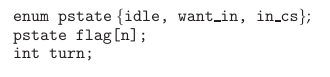 enum pstate {idle, want_in, in_cs};
pstate flag[n];
int turn;